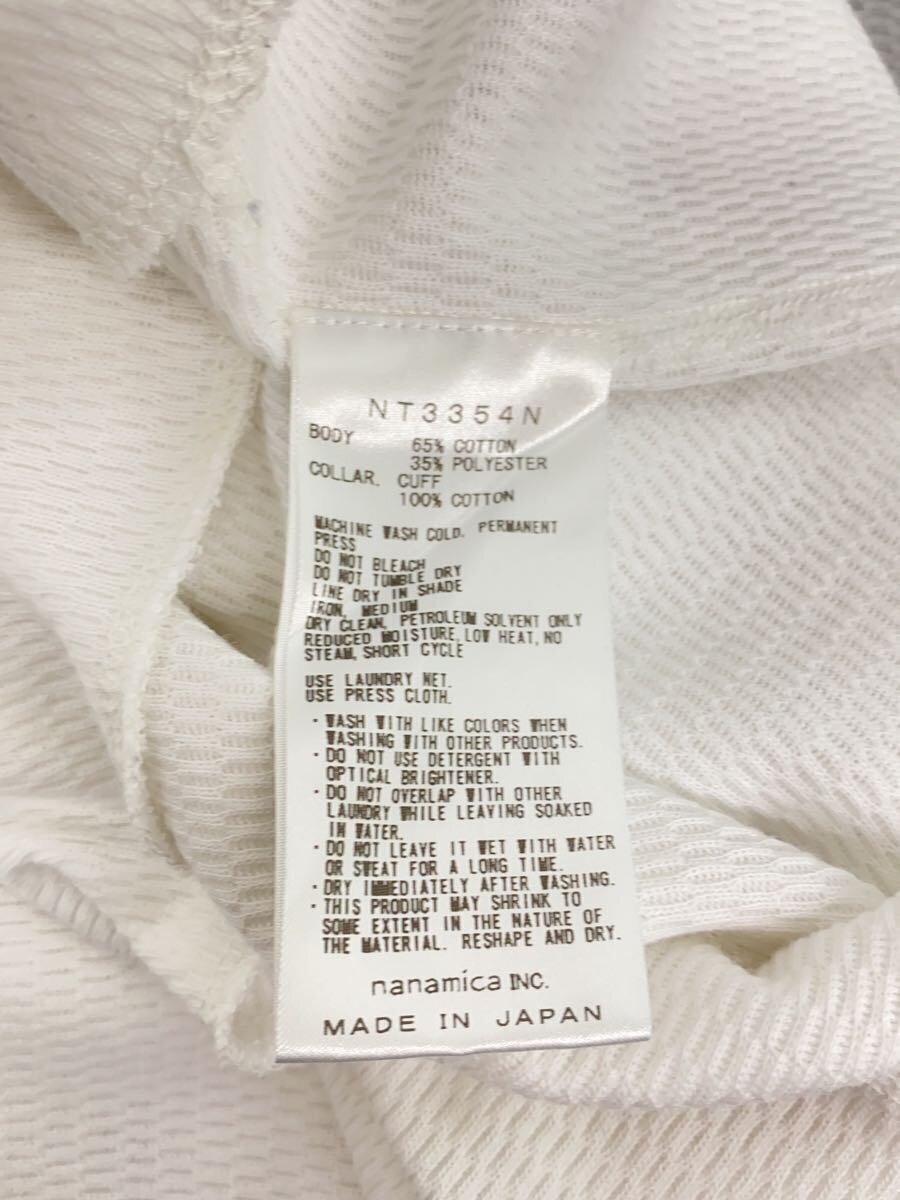 NT3354N
BODY 65% COTTON
35% POLYESTER
COLLAR. CUFF
100% COTTON
MACHINE WASH COLD. PERMANENT
PRESS
DO NOT BLEACH
DO NOT TUMBLE DRY
LINE DRY IN SHADE
IRON, MEDIUM
DRY CLEAN, PETROLEUM SOLVENT ONLY
REDUCED MOISTURE, LOW HEAT, NO
STEAM, SHORT CYCLE
USE LAUNDRY NET.
USE PRESS CLOTH.
・WASH WITH LIKE COLORS WHEN
WASHING WITH OTHER PRODUCTS.
・DO NOT USE DETERGENT WITH
OPTICAL BRIGHTENER.
・DO NOT OVERLAP WITH OTHER
LAUNDRY WHILE LEAVING SOAKED
IN WATER.
・DO NOT LEAVE IT WET WITH WATER
OR SWEAT FOR A LONG TIME.
・DRY IMMEDIATELY AFTER WASHING.
・THIS PRODUCT MAY SHRINK TO
SOME EXTENT IN THE NATURE OF
THE MATERIAL. RESHAPE AND DRY.
nanamica INC.
MADE IN JAPAN